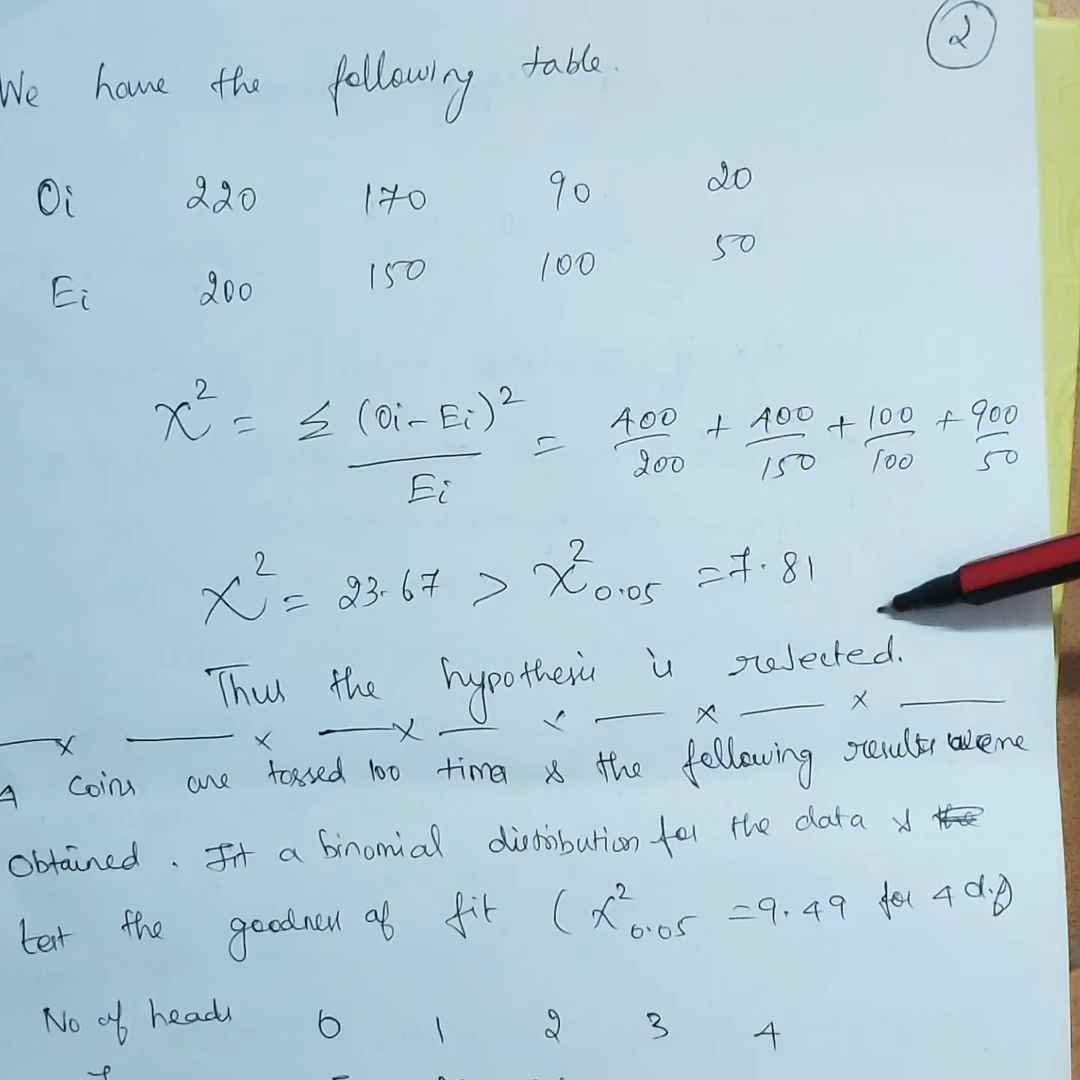 2
We have the following table.
Oi 220 170 90 20
Ei 200 150 100 50
χ² = Σ (Oi - Ei)² / Ei = 400/200 + 400/150 + 100/100 + 900/50
χ² = 23.67 > χ²0.05 = 7.81
Thus the hypothesis is rejected.
x x x x x x
4 coins are tossed 100 times & the following results were
obtained. Fit a binomial distribution for the data &
test the goodness of fit (χ²0.05 = 9.49 for 4 d.f)
No of heads 0 1 2 3 4